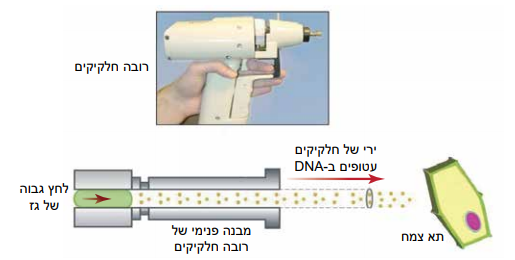 רובה חלקיקים
ירי של חלקיקים
עטופים ב-DNA
לחץ גבוה
של גז
מבנה פנימי של
רובה חלקיקים
תא צמח